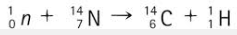 ¹₀n + ¹⁴₇N → ¹⁴₆C + ¹₁H